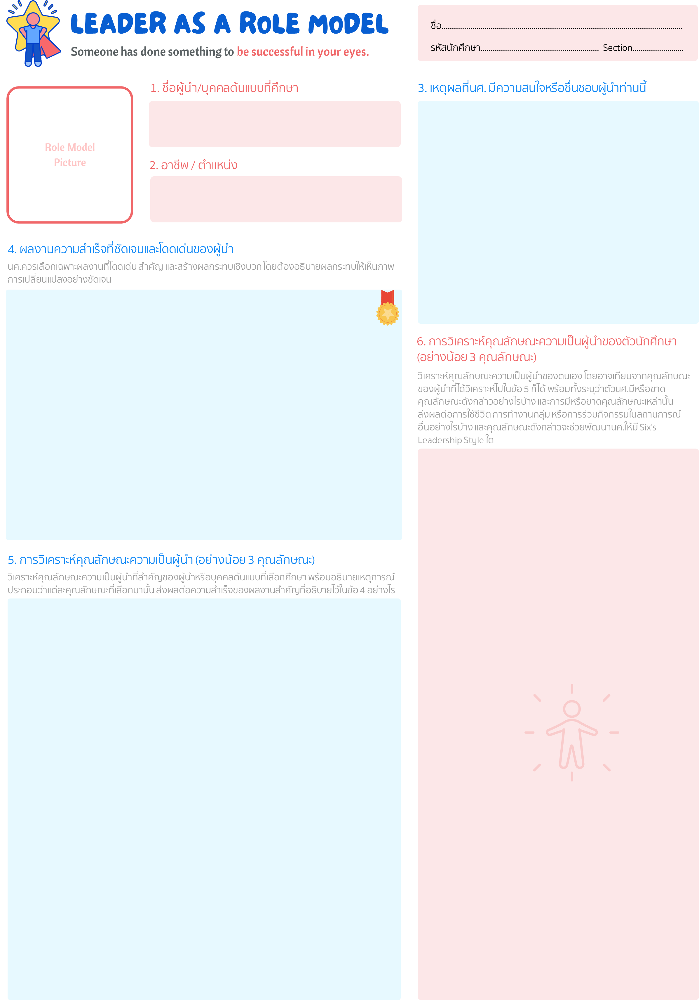 LEADER AS A ROLE MODEL
Someone has done something to be successful in your eyes.
ชื่อ.......................................................................................................................
รหัสนักศึกษา.......................................................... Section.........................
Role Model
Picture
1. ชื่อผู้นำ/บุคคลต้นแบบที่ศึกษา
2. อาชีพ / ตำแหน่ง
3. เหตุผลที่นศ. มีความสนใจหรือชื่นชอบผู้นำท่านนี้
4. ผลงานความสำเร็จที่ชัดเจนและโดดเด่นของผู้นำ
นศ.ควรเลือกเฉพาะผลงานที่โดดเด่น สำคัญ และสร้างผลกระทบเชิงบวก โดยต้องอธิบายผลกระทบให้เห็นภาพ
การเปลี่ยนแปลงอย่างชัดเจน
5. การวิเคราะห์คุณลักษณะความเป็นผู้นำ (อย่างน้อย 3 คุณลักษณะ)
วิเคราะห์คุณลักษณะความเป็นผู้นำที่สำคัญของผู้นำหรือบุคคลต้นแบบที่เลือกศึกษา พร้อมอธิบายเหตุการณ์
ประกอบว่าแต่ละคุณลักษณะที่เลือกมานั้น ส่งผลต่อความสำเร็จของผลงานสำคัญที่อธิบายไว้ในข้อ 4 อย่างไร
6. การวิเคราะห์คุณลักษณะความเป็นผู้นำของตัวนักศึกษา
(อย่างน้อย 3 คุณลักษณะ)
วิเคราะห์คุณลักษณะความเป็นผู้นำของตนเอง โดยอาจเทียบจากคุณลักษณะ
ของผู้นำที่ได้วิเคราะห์ไปในข้อ 5 ก็ได้ พร้อมทั้งระบุว่าตัวนศ.มีหรือขาด
คุณลักษณะดังกล่าวอย่างไรบ้าง และการมีหรือขาดคุณลักษณะเหล่านั้น
ส่งผลต่อการใช้ชีวิต การทำงานกลุ่ม หรือการร่วมกิจกรรมในสถานการณ์
อื่นอย่างไรบ้าง และคุณลักษณะดังกล่าวจะช่วยพัฒนานศ.ให้มี Six's
Leadership Style ใด